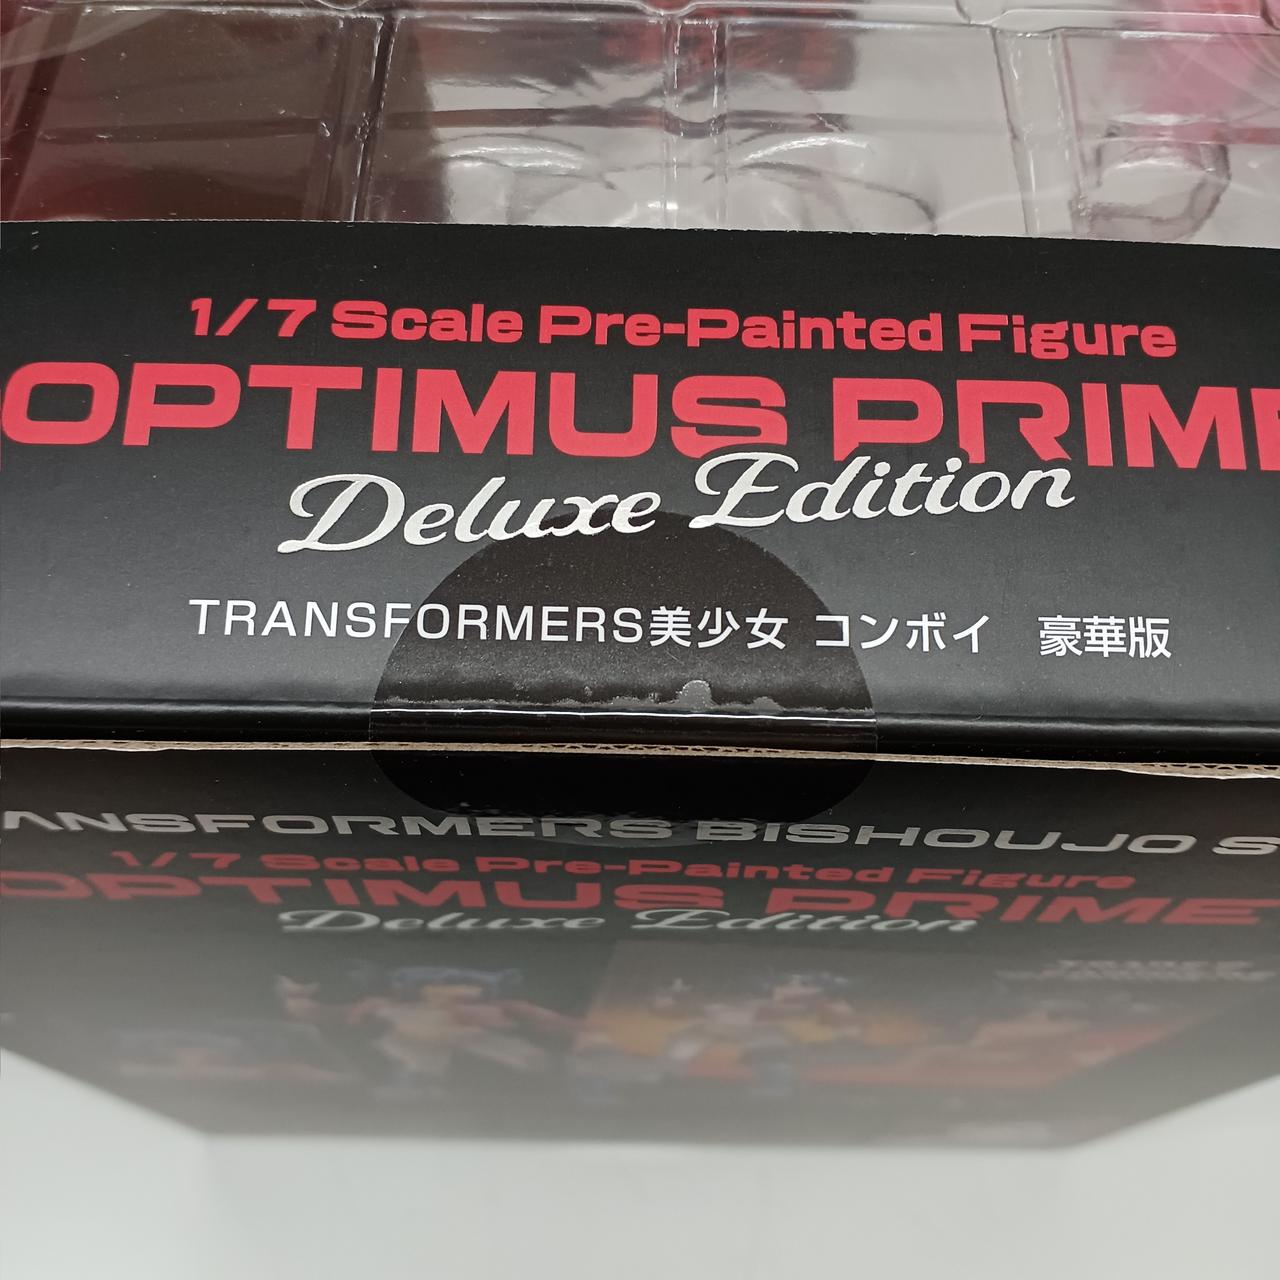 1/7 Scale Pre-Painted Figure
OPTIMUS PRIME
Deluxe Edition
TRANSFORMERS美少女 コンボイ 豪華版
ANSFORMERS BISHOUJO S
1/7 Scale Pre-Painted Figure
OPTIMUS PRIME
Deluxe Edition